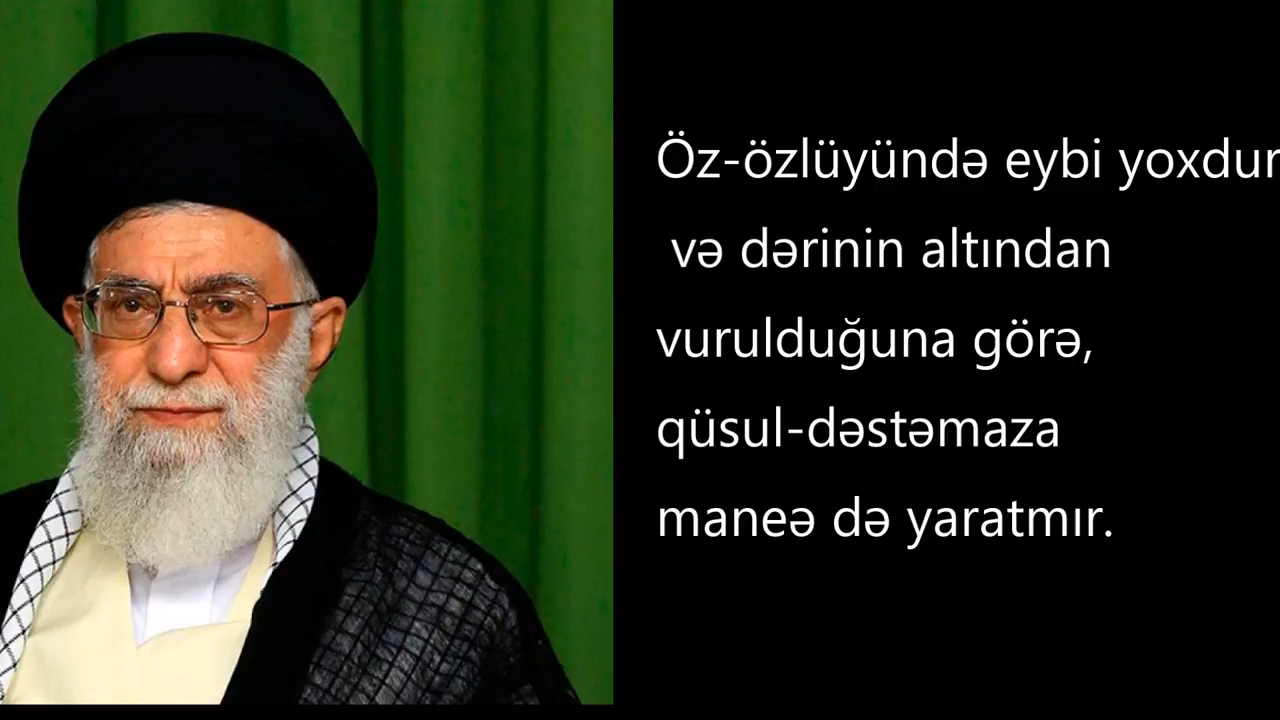 Öz-özlüyündə eybi yoxdur
və dərinin altından
vurulduğuna görə,
qüsul-dəstəmaza
maneə də yaratmır.